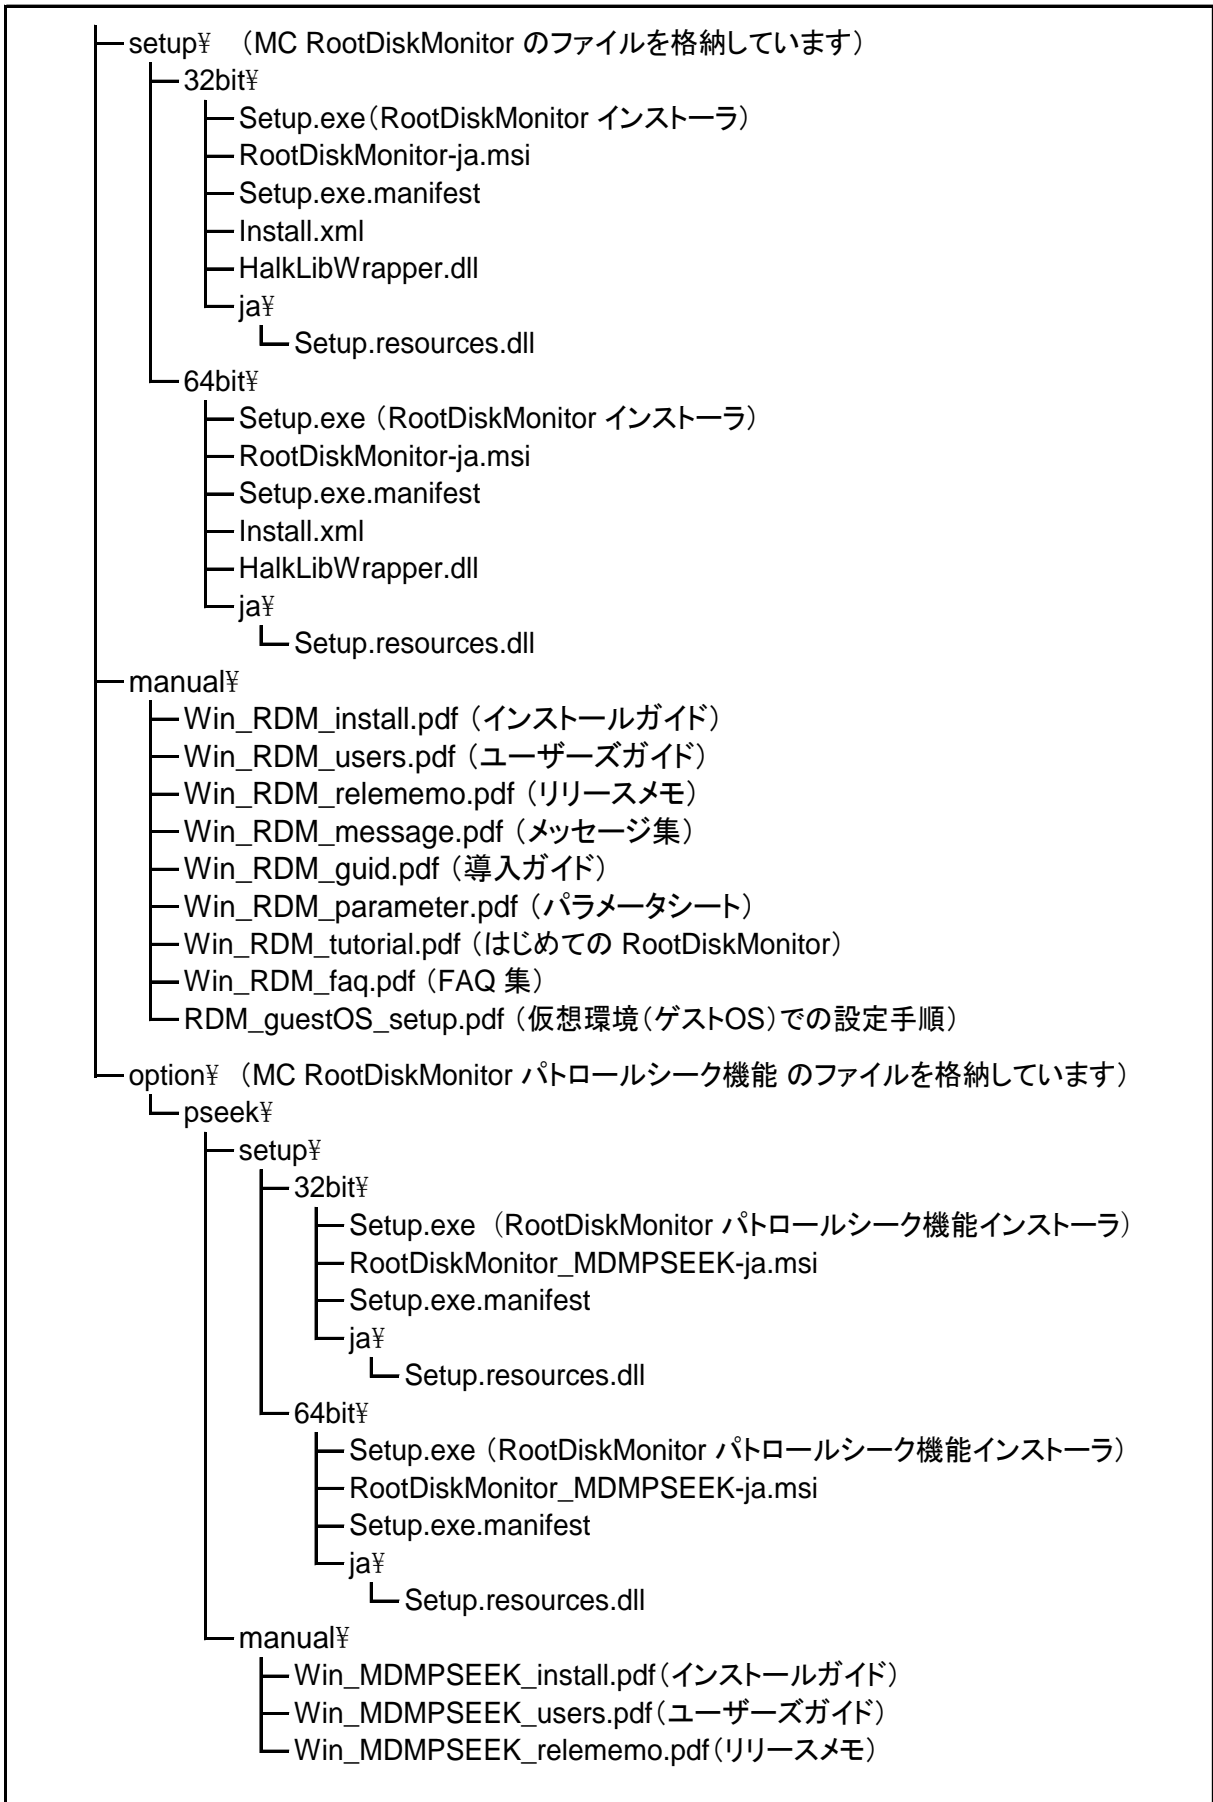 setup¥ （MC RootDiskMonitor のファイルを格納しています）
32bit¥
Setup.exe（RootDiskMonitor インストーラ）
RootDiskMonitor-ja.msi
Setup.exe.manifest
Install.xml
HalkLibWrapper.dll
ja¥
Setup.resources.dll
64bit¥
Setup.exe （RootDiskMonitor インストーラ）
RootDiskMonitor-ja.msi
Setup.exe.manifest
Install.xml
HalkLibWrapper.dll
ja¥
Setup.resources.dll
manual¥
Win_RDM_install.pdf （インストールガイド）
Win_RDM_users.pdf （ユーザーズガイド）
Win_RDM_relememo.pdf （リリースメモ）
Win_RDM_message.pdf （メッセージ集）
Win_RDM_guid.pdf （導入ガイド）
Win_RDM_parameter.pdf （パラメータシート）
Win_RDM_tutorial.pdf （はじめての RootDiskMonitor）
Win_RDM_faq.pdf （FAQ 集）
RDM_guestOS_setup.pdf （仮想環境（ゲストOS）での設定手順）
option¥ （MC RootDiskMonitor パトロールシーク機能 のファイルを格納しています）
pseek¥
setup¥
32bit¥
Setup.exe （RootDiskMonitor パトロールシーク機能インストーラ）
RootDiskMonitor_MDMPSEEK-ja.msi
Setup.exe.manifest
ja¥
Setup.resources.dll
64bit¥
Setup.exe （RootDiskMonitor パトロールシーク機能インストーラ）
RootDiskMonitor_MDMPSEEK-ja.msi
Setup.exe.manifest
ja¥
Setup.resources.dll
manual¥
Win_MDMPSEEK_install.pdf（インストールガイド）
Win_MDMPSEEK_users.pdf（ユーザーズガイド）
Win_MDMPSEEK_relememo.pdf（リリースメモ）